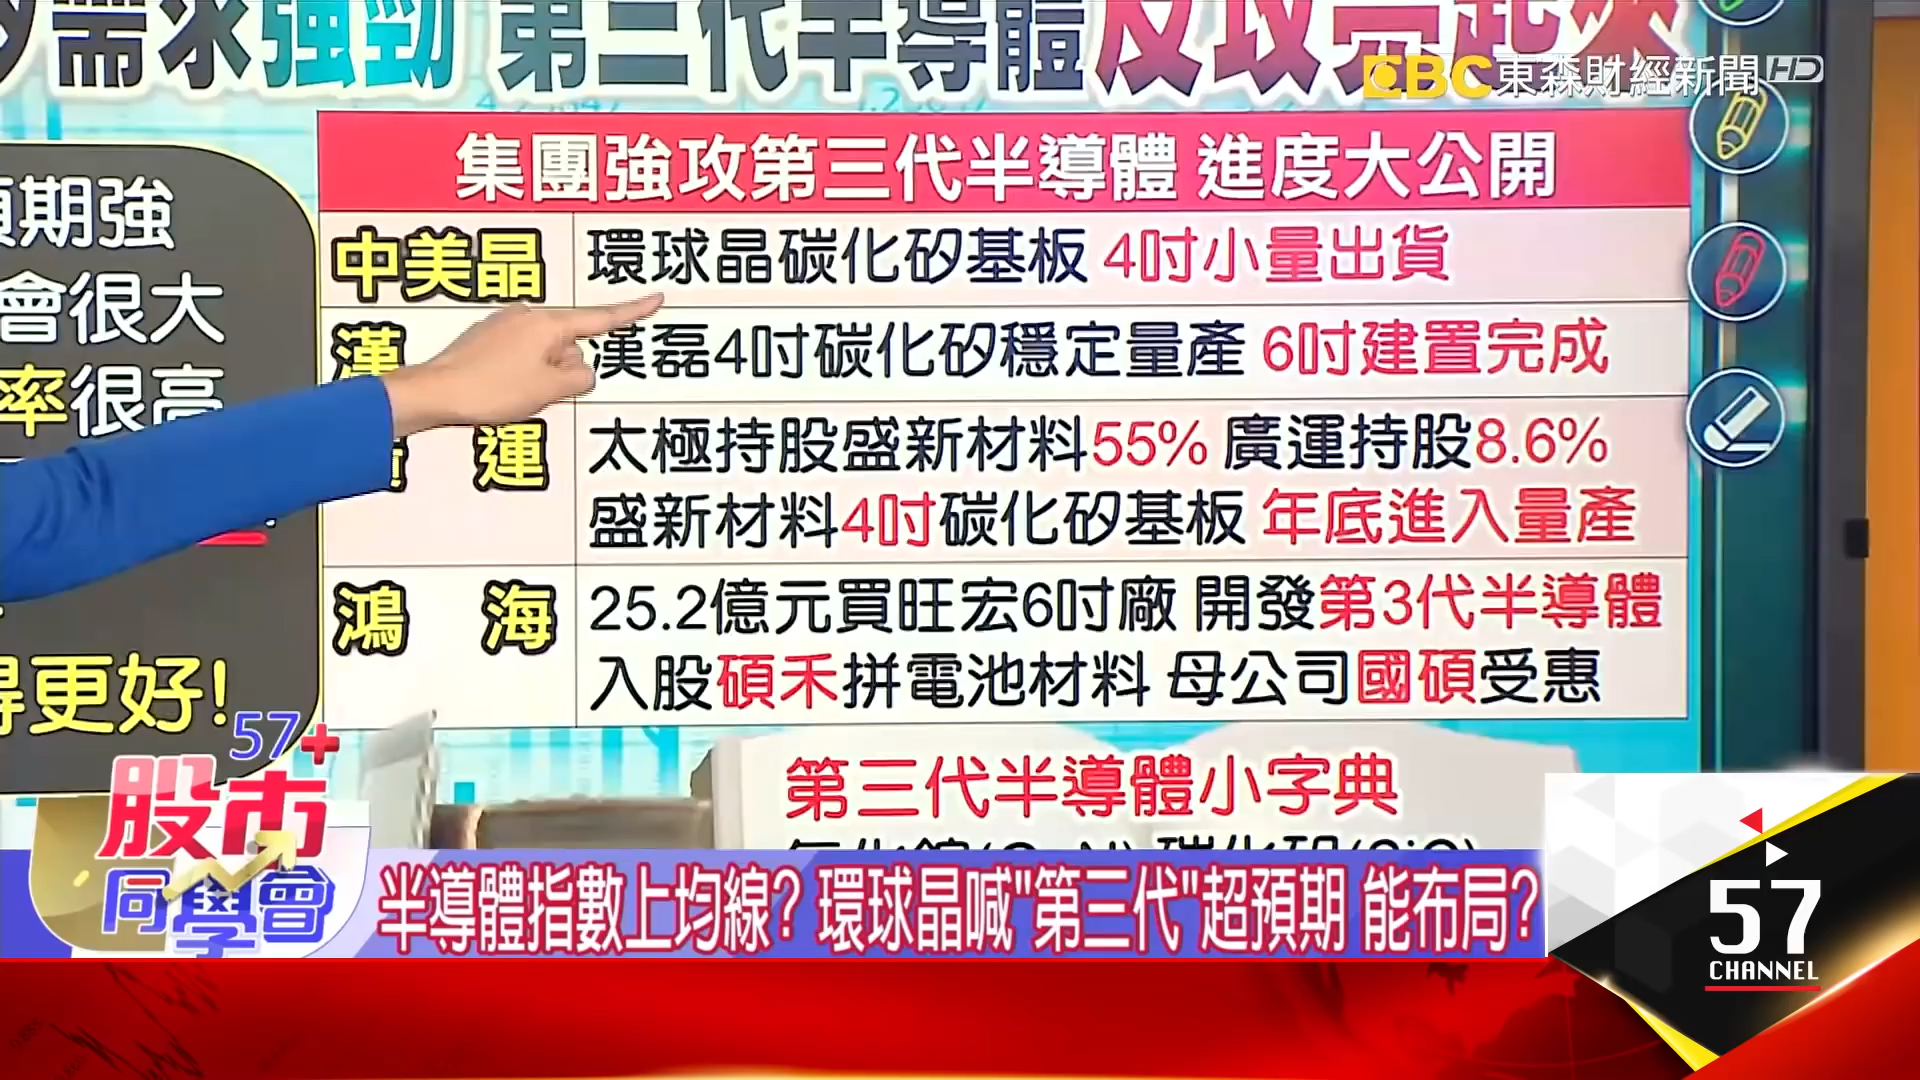 需求強勁 第三代半導體反攻亮起來
EBC 東森財經新聞 HD
預期強
會很大
率很高
得更好!
集團強攻第三代半導體 進度大公開
中美晶 環球晶碳化矽基板 4吋小量出貨
漢 漢磊4吋碳化矽穩定量產 6吋建置完成
運 太極持股盛新材料55% 廣運持股8.6%
盛新材料4吋碳化矽基板 年底進入量產
鴻海 25.2億元買旺宏6吋廠 開發第3代半導體
入股碩禾拼電池材料 母公司國碩受惠
第三代半導體小字典
57+
股市
同學會
半導體指數上均線? 環球晶喊"第三代"超預期 能布局?
57
CHANNEL